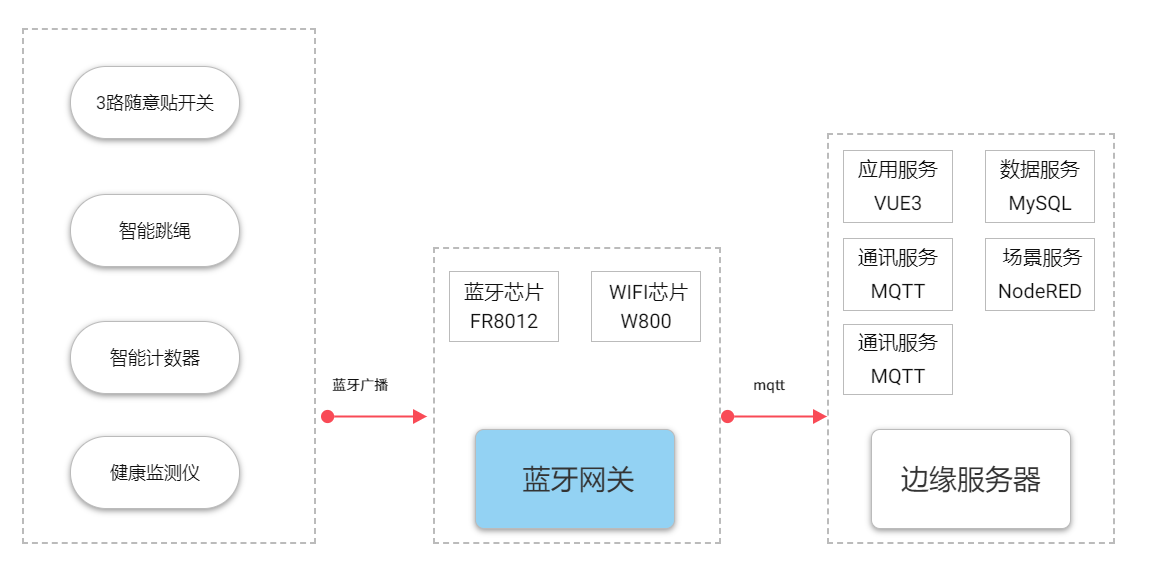 3路随意贴开关
智能跳绳
智能计数器
健康监测仪
蓝牙广播
蓝牙芯片
FR8012
WIFI芯片
W800
蓝牙网关
mqtt
应用服务
VUE3
数据服务
MySQL
通讯服务
MQTT
场景服务
NodeRED
通讯服务
MQTT
边缘服务器